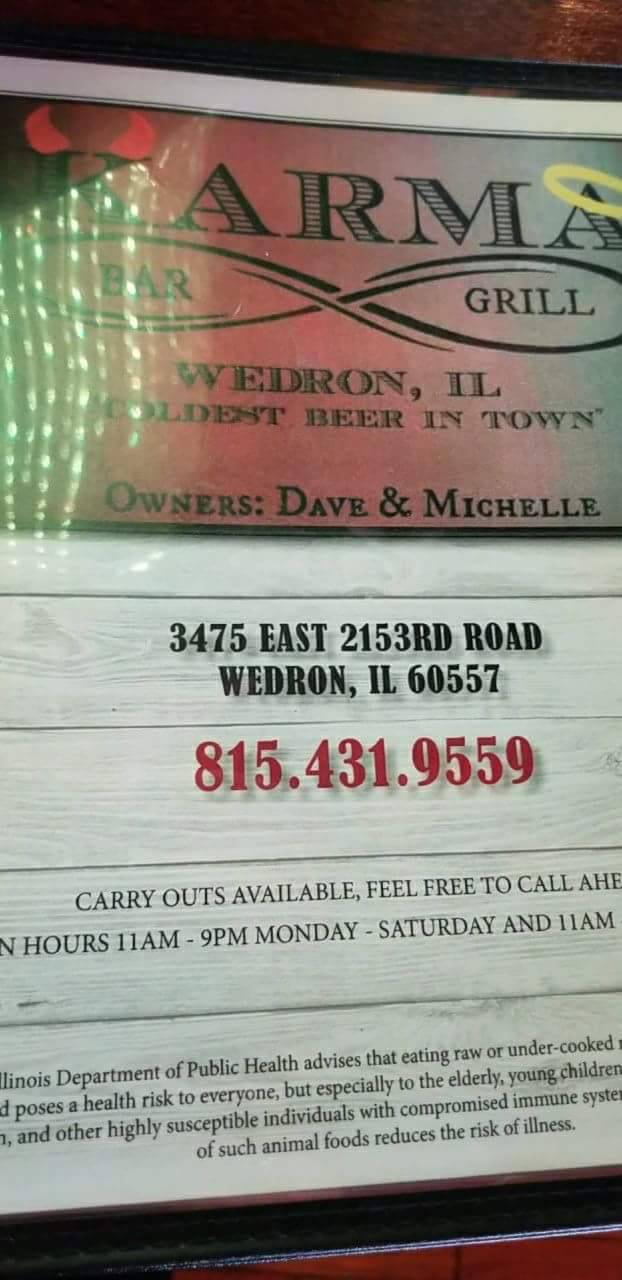 KARMA
BAR GRILL
WEDRON, IL
"COLDEST BEER IN TOWN"
OWNERS: DAVE & MICHELLE
3475 EAST 2153RD ROAD
WEDRON, IL 60557
815.431.9559
CARRY OUTS AVAILABLE, FEEL FREE TO CALL AHE
N HOURS 11AM - 9PM MONDAY - SATURDAY AND 11AM
llinois Department of Public Health advises that eating raw or under-cooked
d poses a health risk to everyone, but especially to the elderly, young children
n, and other highly susceptible individuals with compromised immune syste
of such animal foods reduces the risk of illness.